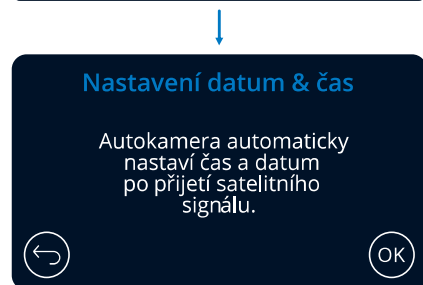 Nastavení datum & čas
Autokamera automaticky
nastaví čas a datum
po přijetí satelitního
signálu.
OK